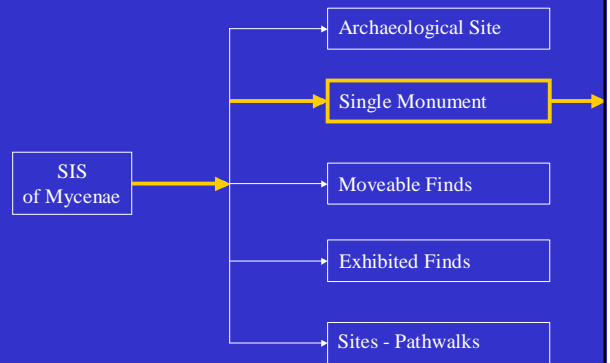 Archaeological Site
Single Monument
SIS
of Mycenae
Moveable Finds
Exhibited Finds
Sites - Pathwalks